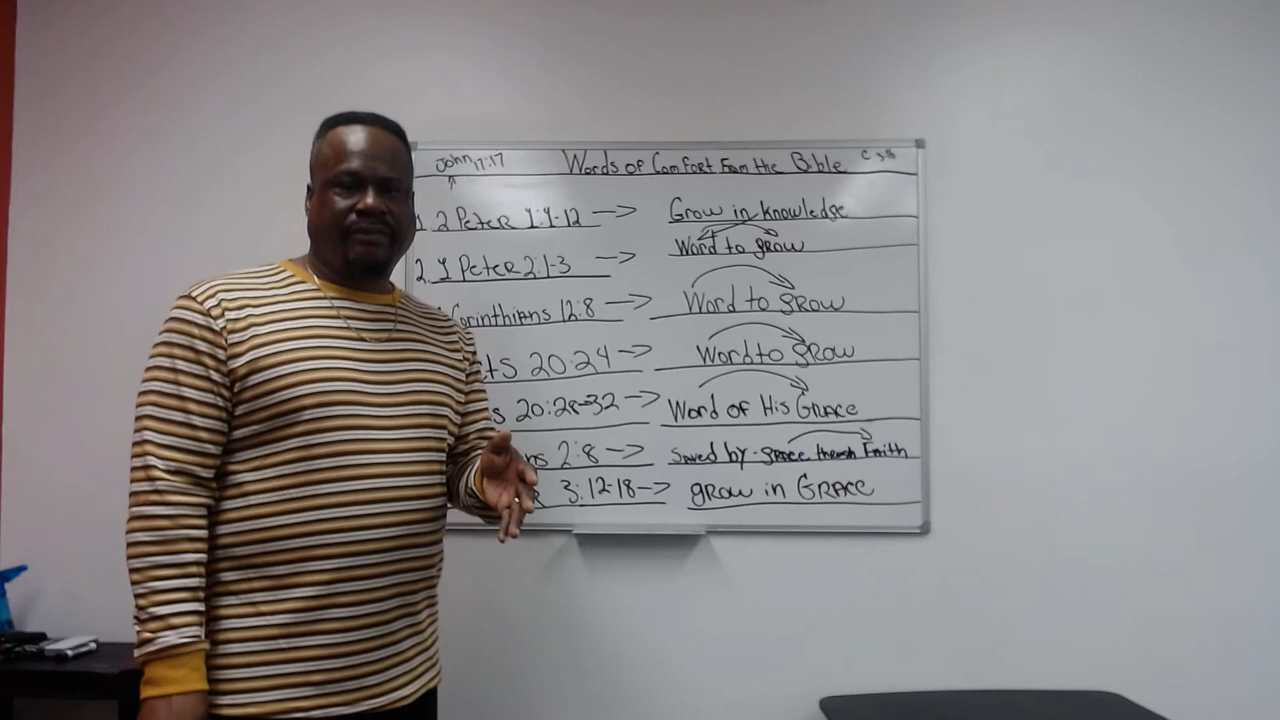 John 17:17 Words of Comfort From the Bible
1. 2 Peter 1:1-12 → Grow in Knowledge
2. 1 Peter 2:1-3 → Word to grow
Corinthians 12:8 → Word to gRow
cts 20:24 → Word to gRow
s 20:28-32 → Word of His GRACE
ns 2:8 → Saved by - grace through Faith
R 3:12-18 → gRow in GRACE